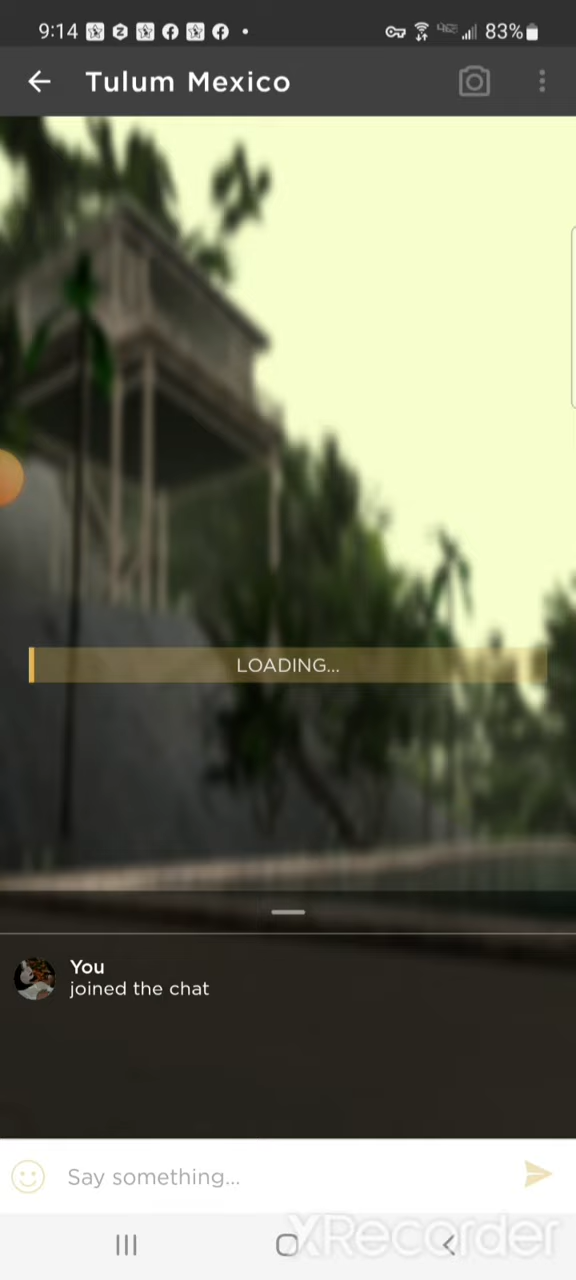 9:14 83%
Tulum Mexico
LOADING...
You
joined the chat
Say something...
XRecorder